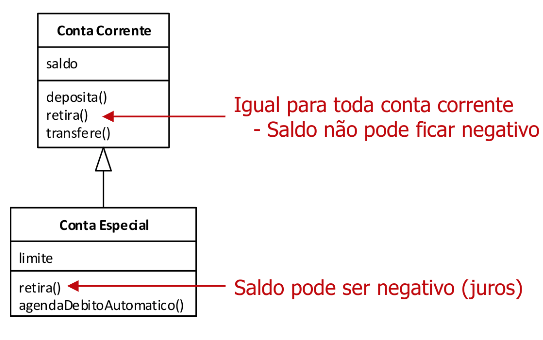 Conta Corrente
saldo
deposita()
retira()
transfere()
Igual para toda conta corrente
- Saldo não pode ficar negativo
Conta Especial
limite
retira()
agendaDebitoAutomatico()
Saldo pode ser negativo (juros)